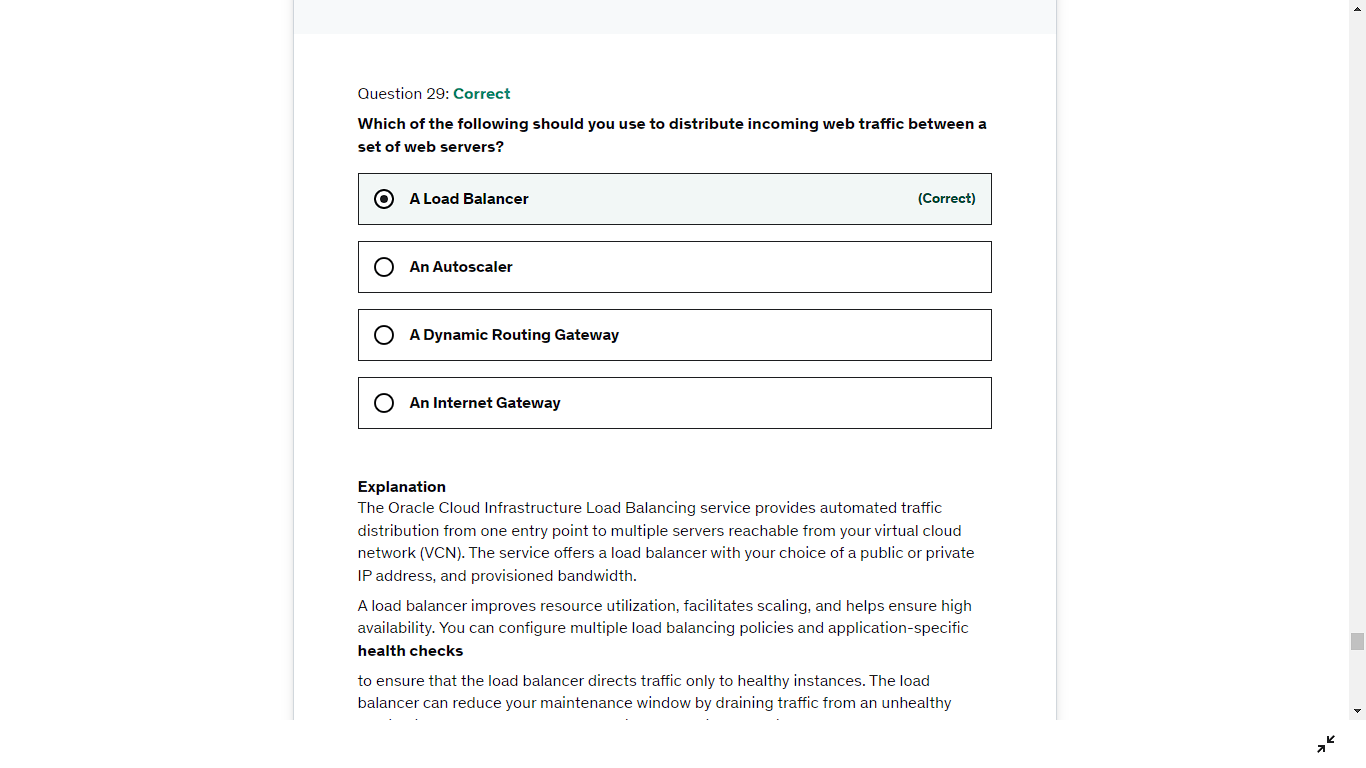 Question 29: Correct
Which of the following should you use to distribute incoming web traffic between a
set of web servers?
A Load Balancer (Correct)
An Autoscaler
A Dynamic Routing Gateway
An Internet Gateway
Explanation
The Oracle Cloud Infrastructure Load Balancing service provides automated traffic
distribution from one entry point to multiple servers reachable from your virtual cloud
network (VCN). The service offers a load balancer with your choice of a public or private
IP address, and provisioned bandwidth.
A load balancer improves resource utilization, facilitates scaling, and helps ensure high
availability. You can configure multiple load balancing policies and application-specific
health checks
to ensure that the load balancer directs traffic only to healthy instances. The load
balancer can reduce your maintenance window by draining traffic from an unhealthy